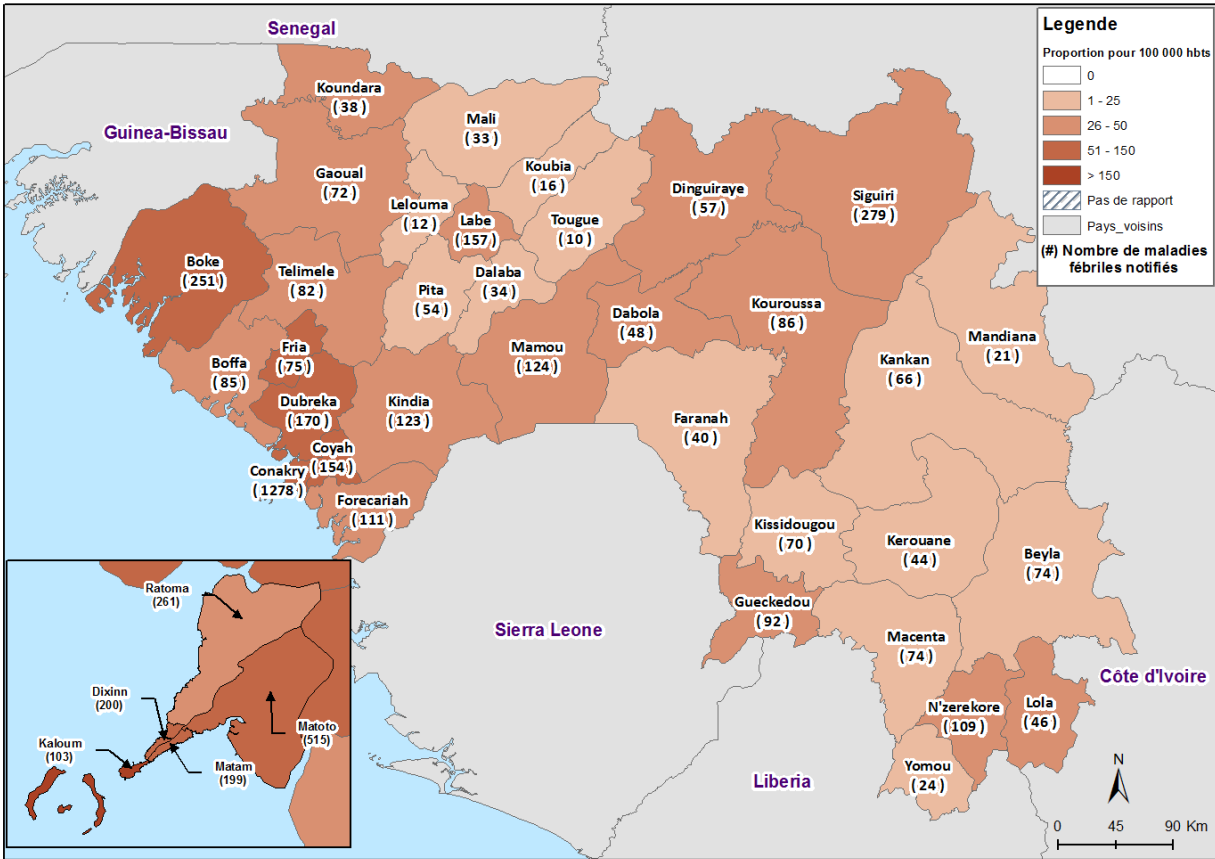 Senegal
Guinea-Bissau
Koundara
( 38 )
Mali
( 33 )
Gaoual
( 72 )
Koubia
( 16 )
Lelouma
( 12 )
Labe
( 157 )
Tougue
( 10 )
Dinguiraye
( 57 )
Siguiri
( 279 )
Boke
( 251 )
Telimele
( 82 )
Pita
( 54 )
Dalaba
( 34 )
Dabola
( 48 )
Kouroussa
( 86 )
Mandiana
( 21 )
Kankan
( 66 )
Fria
( 75 )
Boffa
( 85 )
Mamou
( 124 )
Dubreka
( 170 )
Kindia
( 123 )
Faranah
( 40 )
Coyah
( 154 )
Conakry
( 1278 )
Forecariah
( 111 )
Kissidougou
( 70 )
Kerouane
( 44 )
Beyla
( 74 )
Gueckedou
( 92 )
Macenta
( 74 )
Sierra Leone
Côte d'Ivoire
N'zerekore
( 109 )
Lola
( 46 )
Yomou
( 24 )
Liberia
Legende
Proportion pour 100 000 hbts
0
1 - 25
26 - 50
51 - 150
> 150
Pas de rapport
Pays_voisins
(#) Nombre de maladies
fébriles notifiés
Ratoma
(261)
Dixinn
(200)
Kaloum
(103)
Matoto
(515)
Matam
(199)
N
0 45 90 Km